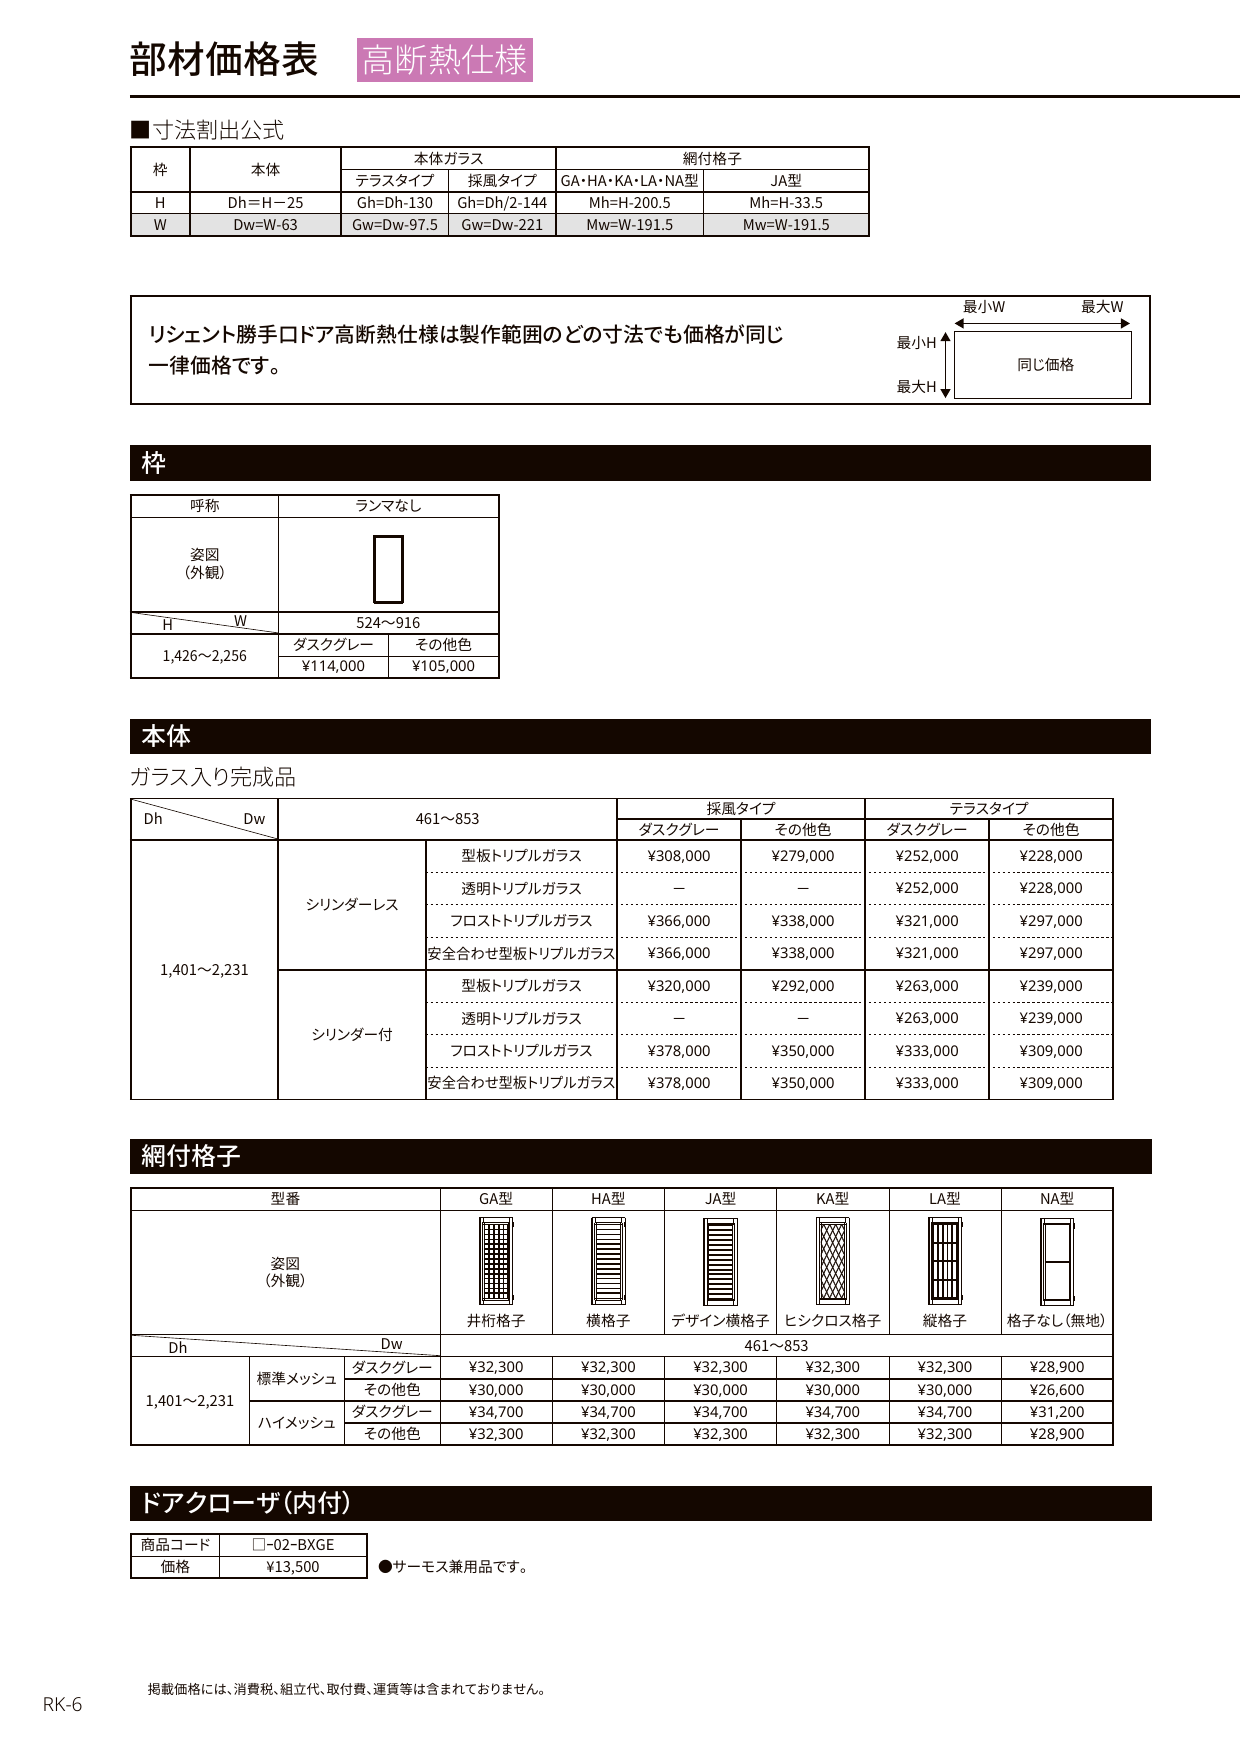 部材価格表 高断熱仕様
■寸法割出公式
枠 本体 本体ガラス 網付格子
テラスタイプ 採風タイプ GA・HA・KA・LA・NA型 JA型
H Dh＝H－25 Gh=Dh-130 Gh=Dh/2-144 Mh=H-200.5 Mh=H-33.5
W Dw=W-63 Gw=Dw-97.5 Gw=Dw-221 Mw=W-191.5 Mw=W-191.5
リシェント勝手口ドア高断熱仕様は製作範囲のどの寸法でも価格が同じ
一律価格です。
最小W 最大W
最小H
同じ価格
最大H
枠
呼称 ランマなし
姿図
（外観）
H W 524～916
1,426～2,256 ダスクグレー その他色
¥114,000 ¥105,000
本体
ガラス入り完成品
Dh Dw 461～853 採風タイプ テラスタイプ
ダスクグレー その他色 ダスクグレー その他色
1,401～2,231 シリンダーレス 型板トリプルガラス ¥308,000 ¥279,000 ¥252,000 ¥228,000
透明トリプルガラス － － ¥252,000 ¥228,000
フロストトリプルガラス ¥366,000 ¥338,000 ¥321,000 ¥297,000
安全合わせ型板トリプルガラス ¥366,000 ¥338,000 ¥321,000 ¥297,000
シリンダー付 型板トリプルガラス ¥320,000 ¥292,000 ¥263,000 ¥239,000
透明トリプルガラス － － ¥263,000 ¥239,000
フロストトリプルガラス ¥378,000 ¥350,000 ¥333,000 ¥309,000
安全合わせ型板トリプルガラス ¥378,000 ¥350,000 ¥333,000 ¥309,000
網付格子
型番 GA型 HA型 JA型 KA型 LA型 NA型
姿図
（外観）
井桁格子 横格子 デザイン横格子 ヒシクロス格子 縦格子 格子なし（無地）
Dh Dw 461～853
1,401～2,231 標準メッシュ ダスクグレー ¥32,300 ¥32,300 ¥32,300 ¥32,300 ¥32,300 ¥28,900
その他色 ¥30,000 ¥30,000 ¥30,000 ¥30,000 ¥30,000 ¥26,600
ハイメッシュ ダスクグレー ¥34,700 ¥34,700 ¥34,700 ¥34,700 ¥34,700 ¥31,200
その他色 ¥32,300 ¥32,300 ¥32,300 ¥32,300 ¥32,300 ¥28,900
ドアクローザ（内付）
商品コード □-02-BXGE
価格 ¥13,500 ●サーモス兼用品です。
掲載価格には、消費税、組立代、取付費、運賃等は含まれておりません。
RK-6